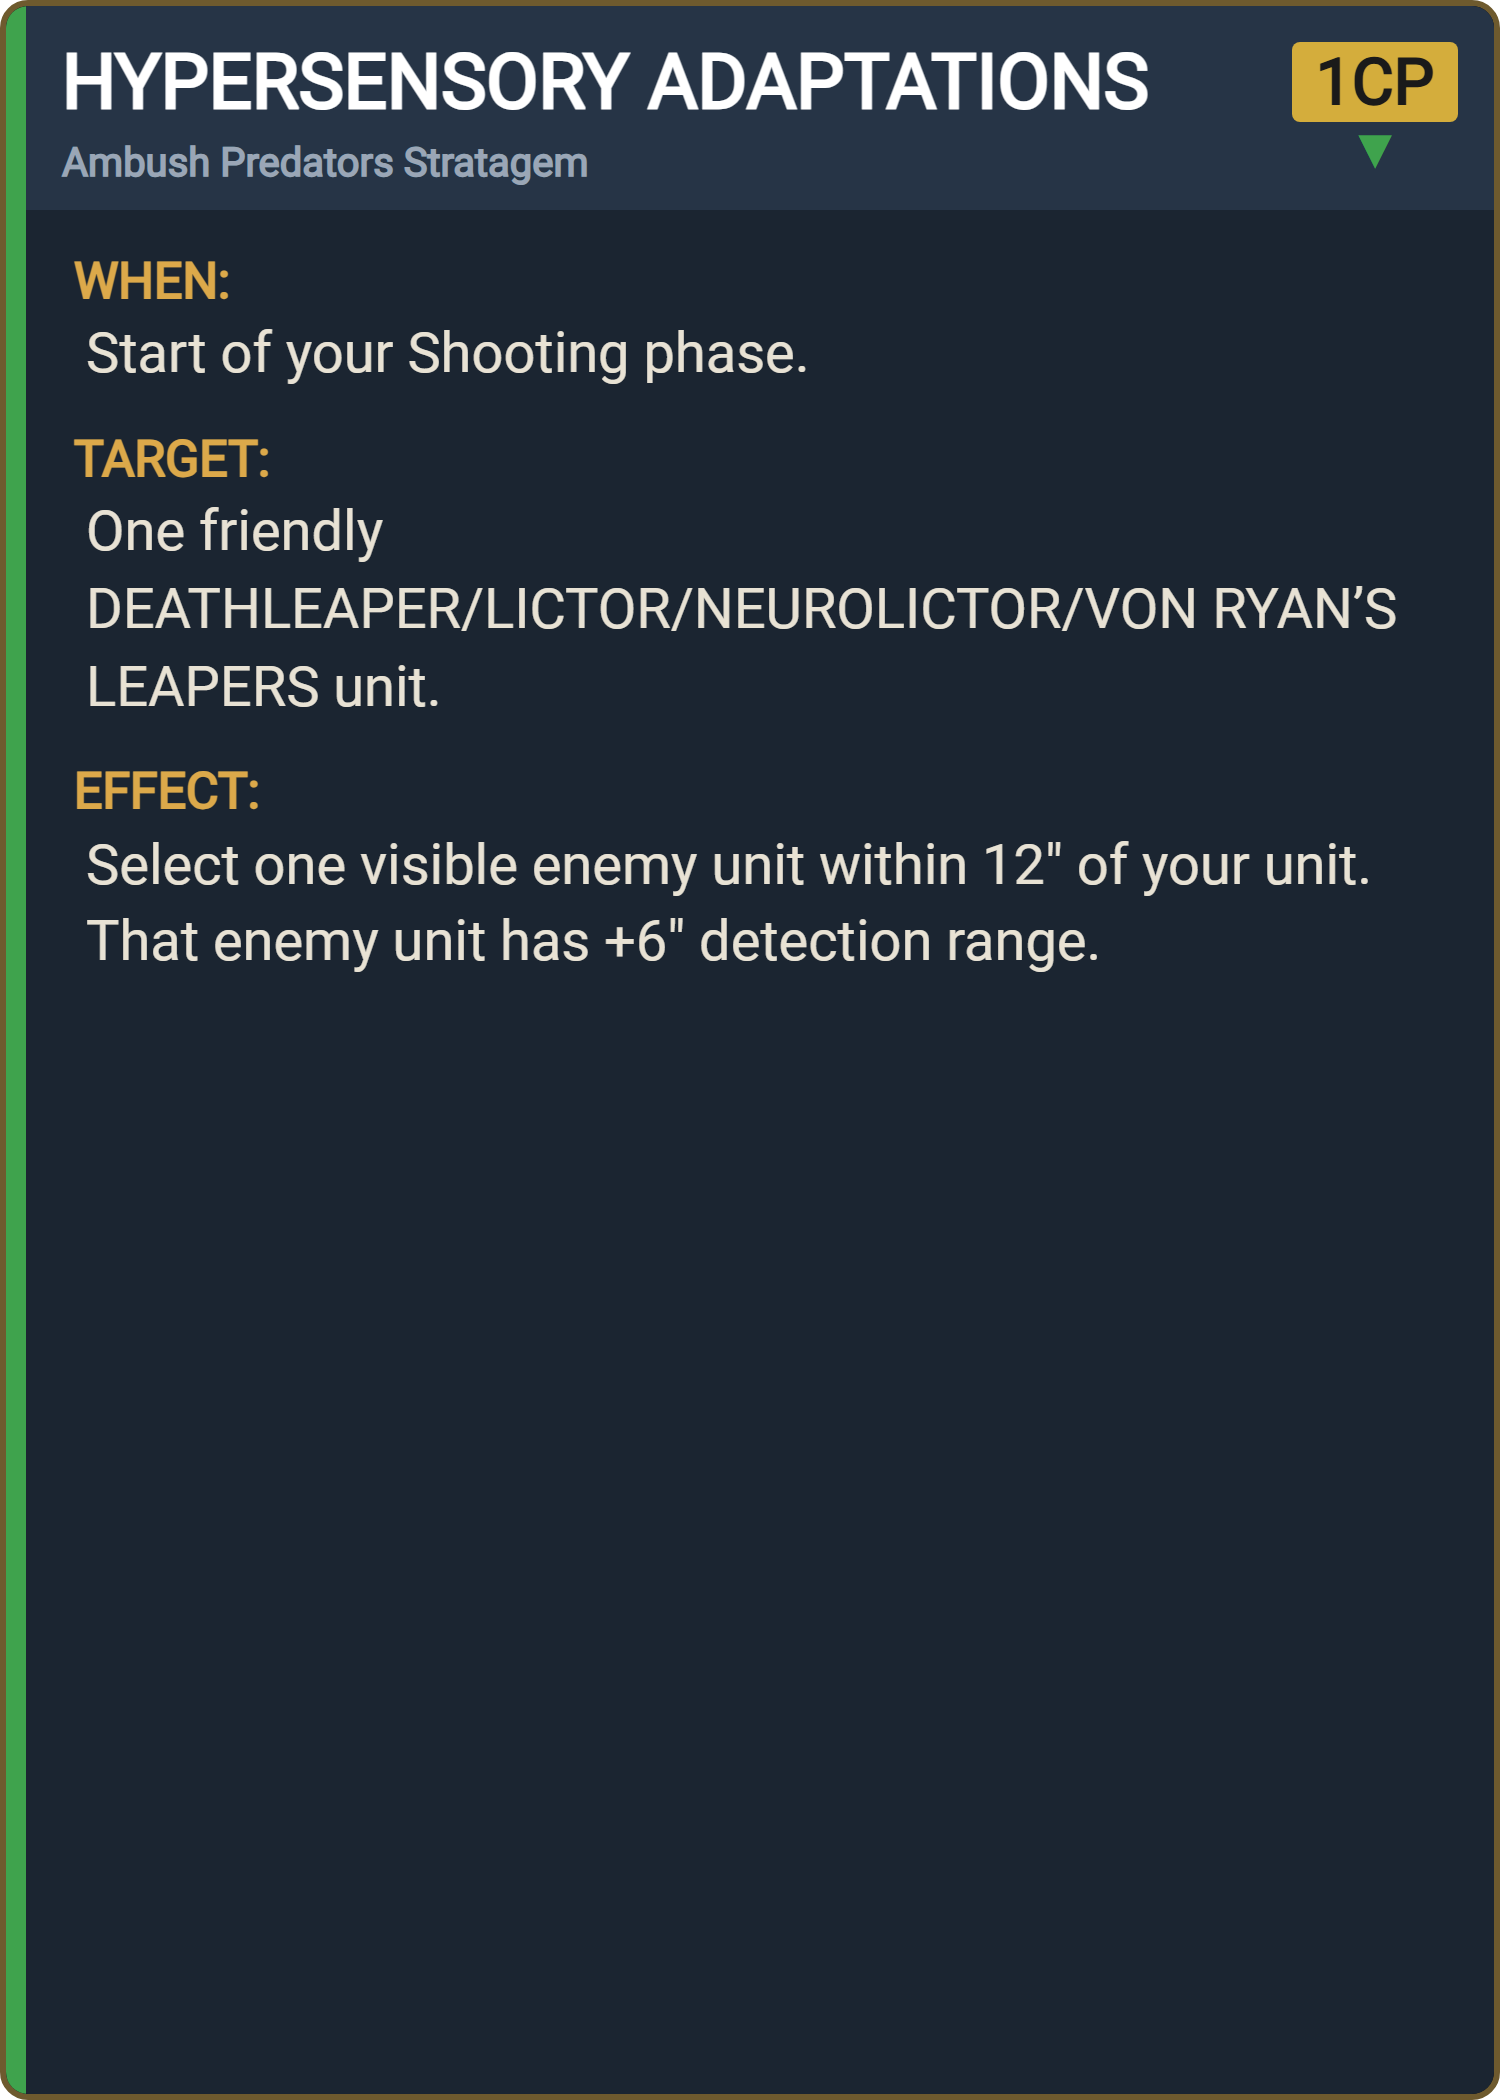 HYPERSENSORY ADAPTATIONS
1CP
Ambush Predators Stratagem
WHEN:
Start of your Shooting phase.
TARGET:
One friendly
DEATHLEAPER/LICTOR/NEUROLICTOR/VON RYAN’S
LEAPERS unit.
EFFECT:
Select one visible enemy unit within 12" of your unit.
That enemy unit has +6" detection range.